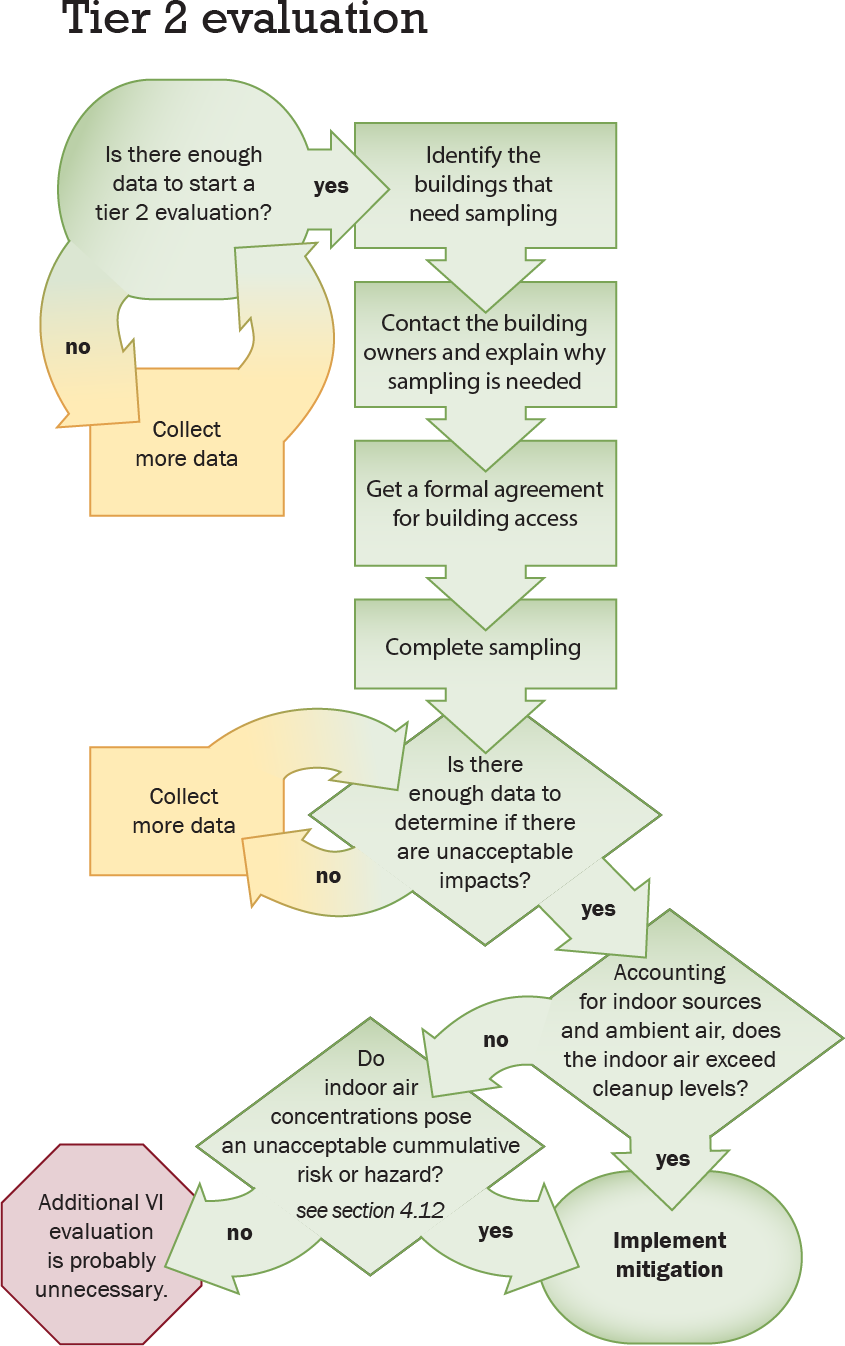 Tier 2 evaluation
Is there enough
data to start a
tier 2 evaluation?
yes
Identify the
buildings that
need sampling
no
Collect
more data
Contact the building
owners and explain why
sampling is needed
Get a formal agreement
for building access
Complete sampling
Is there
enough data to
determine if there
are unacceptable
impacts?
Collect
more data
no
yes
Accounting
for indoor sources
and ambient air, does
the indoor air exceed
cleanup levels?
no
yes
Do
indoor air
concentrations pose
an unacceptable cummulative
risk or hazard?
see section 4.12
no
yes
Additional VI
evaluation
is probably
unnecessary.
Implement
mitigation